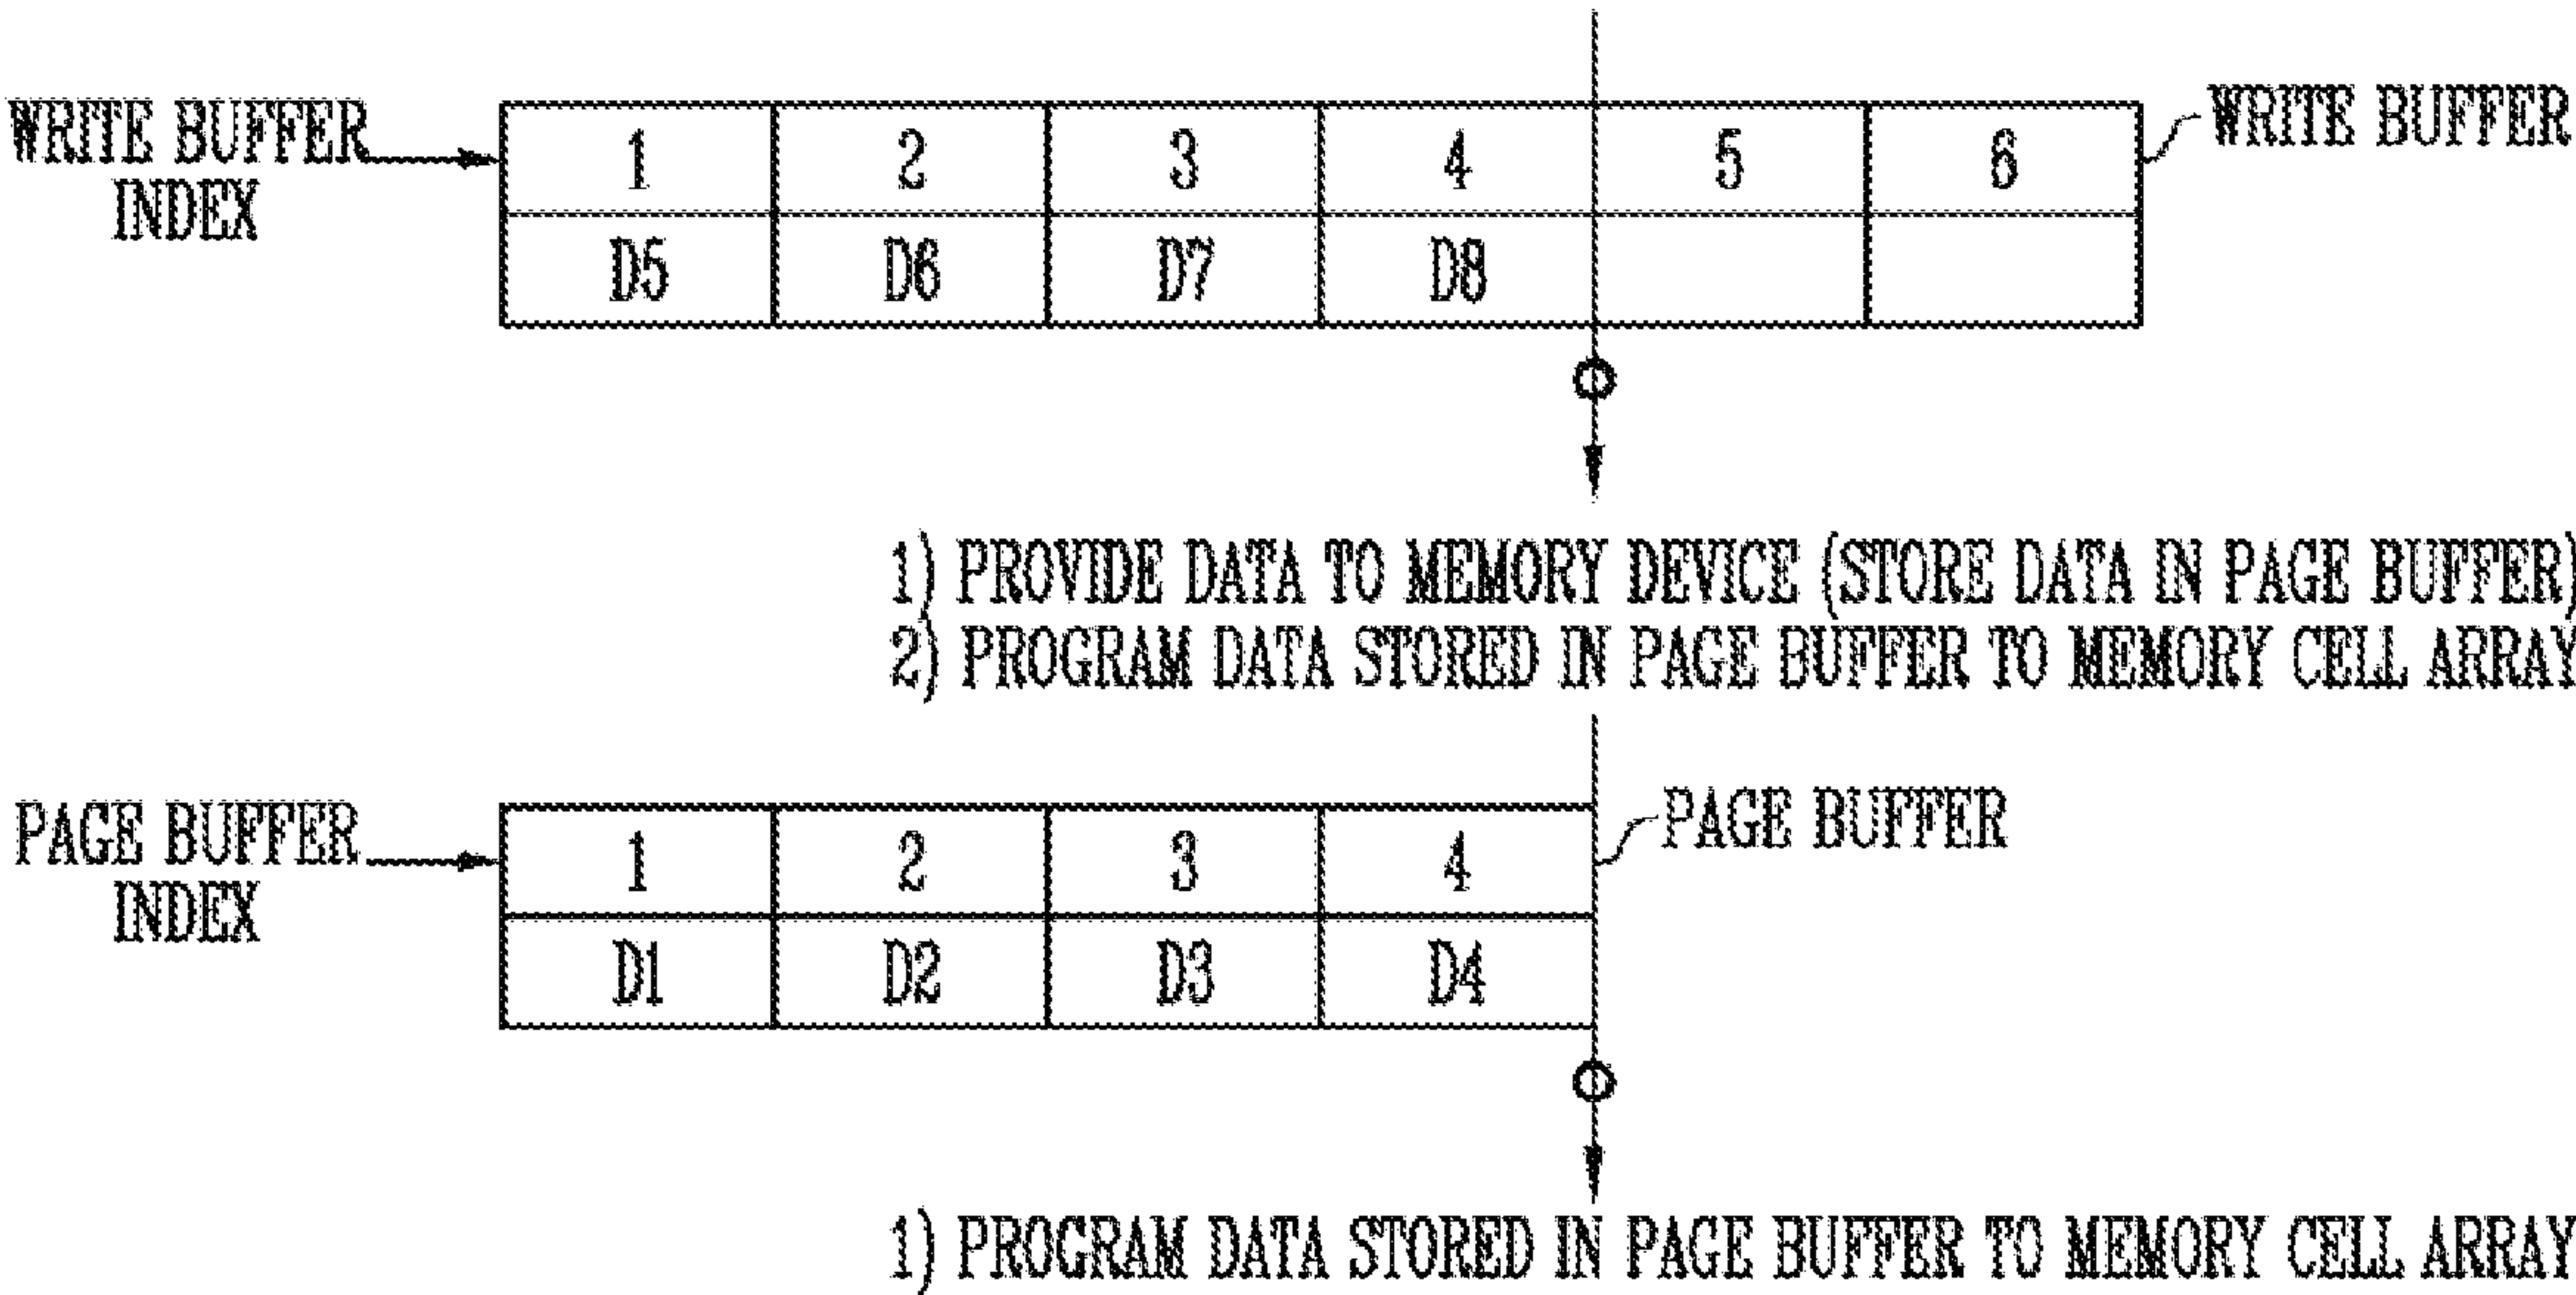 WRITE BUFFER INDEX
1 2 3 4 5 6
WRITE BUFFER
D5 D6 D7 D8
1) PROVIDE DATA TO MEMORY DEVICE (STORE DATA IN PAGE BUFFER)
2) PROGRAM DATA STORED IN PAGE BUFFER TO MEMORY CELL ARRAY
PAGE BUFFER INDEX
1 2 3 4
PAGE BUFFER
D1 D2 D3 D4
1) PROGRAM DATA STORED IN PAGE BUFFER TO MEMORY CELL ARRAY